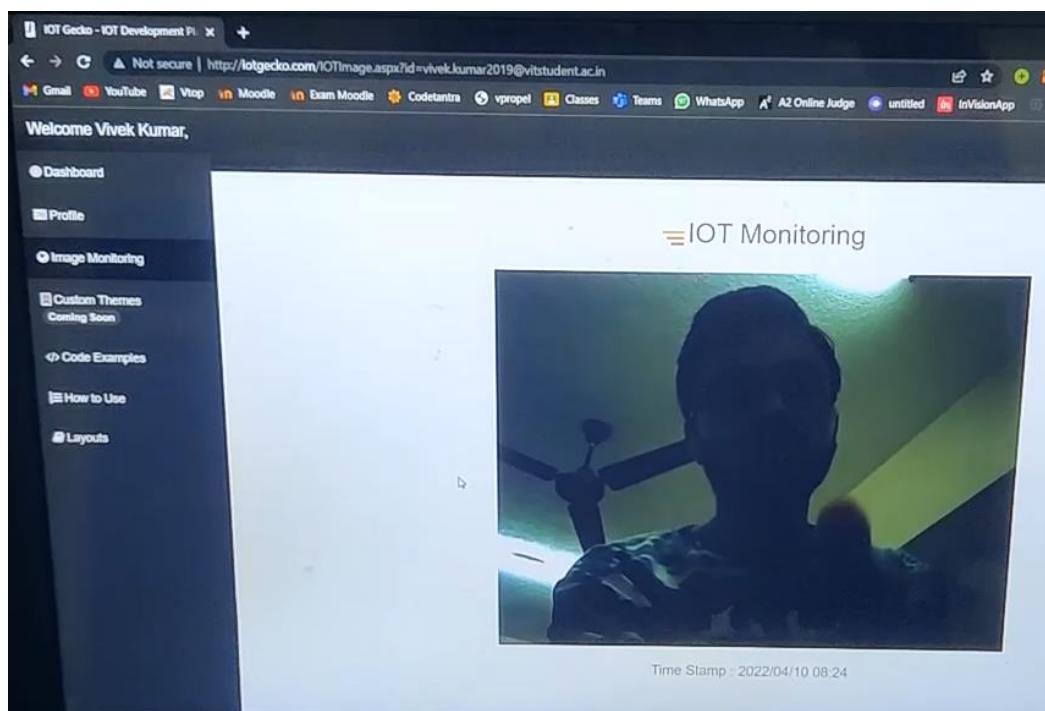 IOT Gecko - IOT Development Pl
Not secure | http://iotgecko.com/IOTImage.aspx?id=vivek.kumar2019@vitstudent.ac.in
Gmail YouTube Vtop Moodle Exam Moodle Codetantra vpropel Classes Teams WhatsApp A2 Online Judge untitled InVisionApp
Welcome Vivek Kumar,
Dashboard
Profile
Image Monitoring
Custom Themes
Coming Soon
Code Examples
How to Use
Layouts
IOT Monitoring
Time Stamp : 2022/04/10 08:24